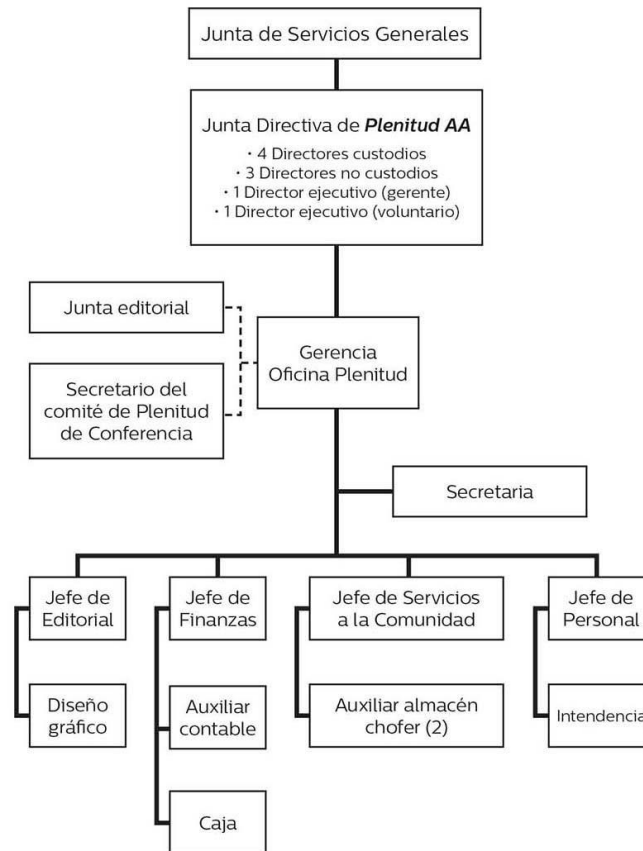 Junta de Servicios Generales
Junta Directiva de Plenitud AA
· 4 Directores custodios
· 3 Directores no custodios
· 1 Director ejecutivo (gerente)
· 1 Director ejecutivo (voluntario)
Junta editorial
Gerencia
Oficina Plenitud
Secretario del
comité de Plenitud
de Conferencia
Secretaria
Jefe de
Editorial
Jefe de
Finanzas
Jefe de Servicios
a la Comunidad
Jefe de
Personal
Diseño
gráfico
Auxiliar
contable
Auxiliar almacén
chofer (2)
Intendencia
Caja